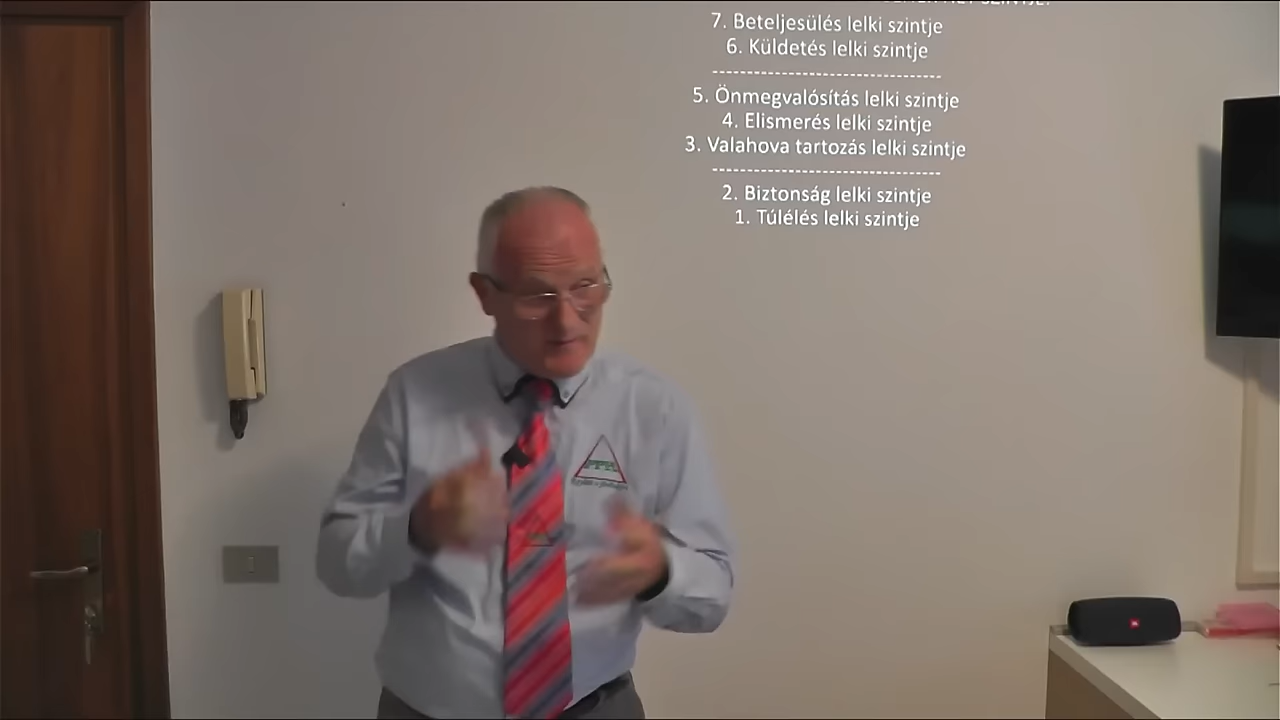 7. Beteljesülés lelki szintje
6. Küldetés lelki szintje
---------------------------------
5. Önmegvalósítás lelki szintje
4. Elismerés lelki szintje
3. Valahova tartozás lelki szintje
---------------------------------
2. Biztonság lelki szintje
1. Túlélés lelki szintje